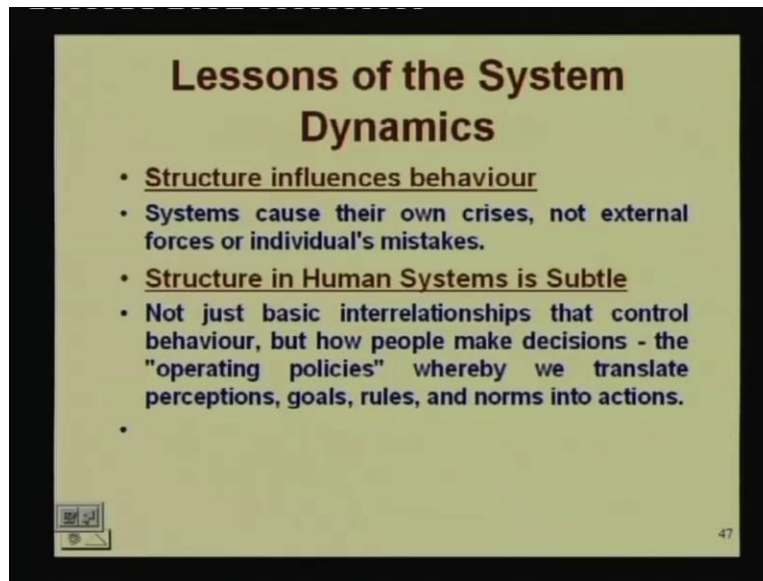 Lessons of the System
Dynamics
• Structure influences behaviour
• Systems cause their own crises, not external
forces or individual's mistakes.
• Structure in Human Systems is Subtle
• Not just basic interrelationships that control
behaviour, but how people make decisions - the
"operating policies" whereby we translate
perceptions, goals, rules, and norms into actions.
•
47